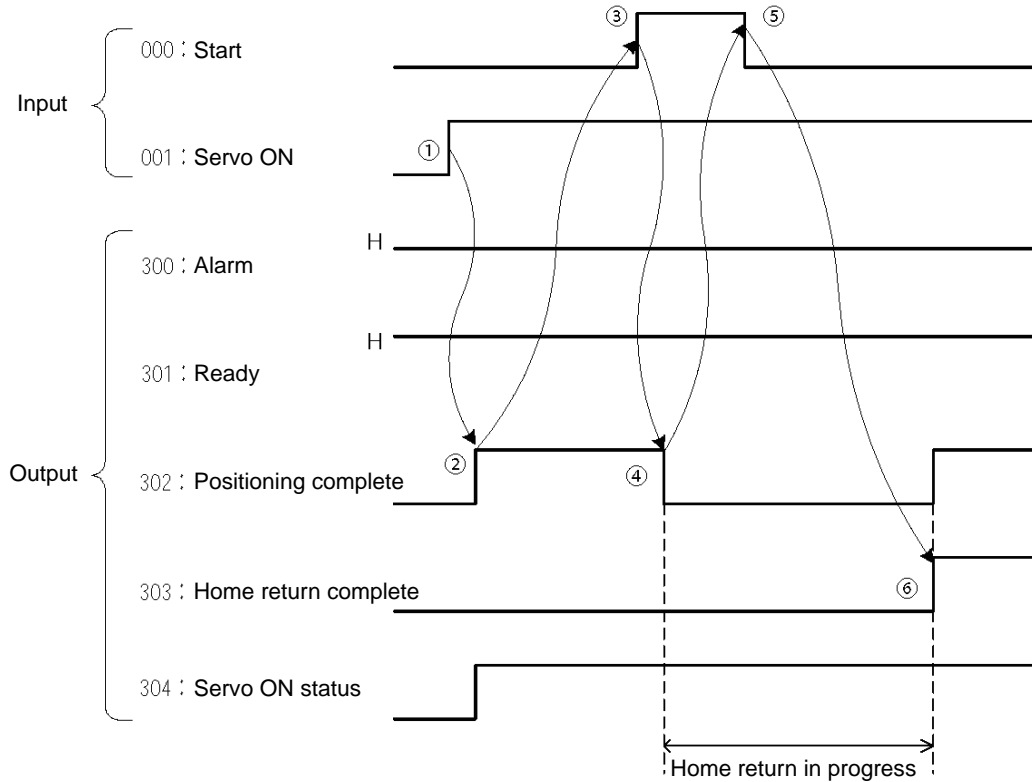 Input
000 : Start
③
⑤
001 : Servo ON
①
Output
300 : Alarm
H
301 : Ready
H
302 : Positioning complete
②
④
303 : Home return complete
⑥
304 : Servo ON status
Home return in progress